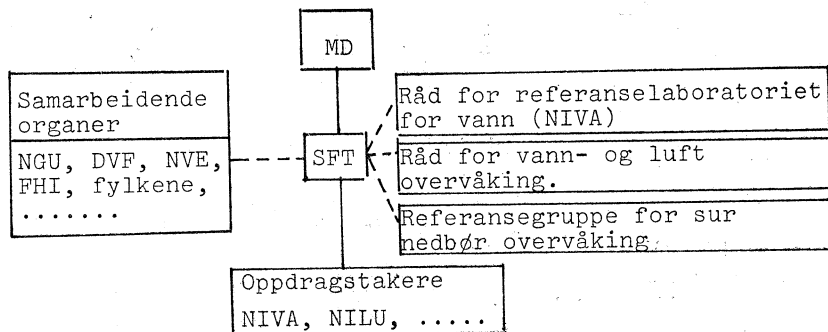 MD
Samarbeidende
organer
NGU, DVF, NVE,
FHI, fylkene,
.......
SFT
Råd for referanselaboratoriet
for vann (NIVA)
Råd for vann- og luft
overvåking.
Referansegruppe for sur
nedbør overvåking
Oppdragstakere
NIVA, NILU, .....